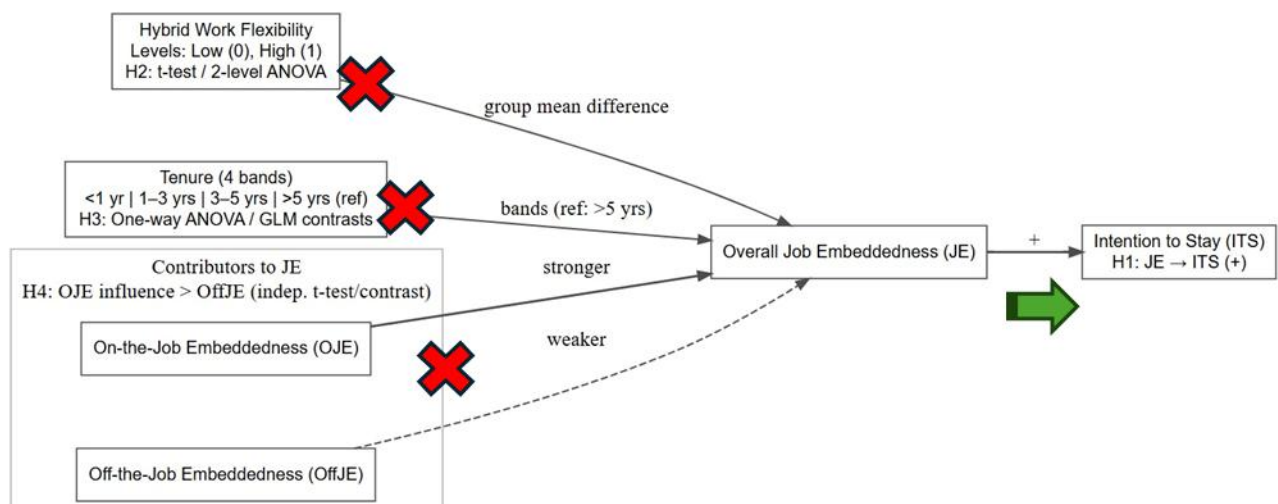 Hybrid Work Flexibility
Levels: Low (0), High (1)
H2: t-test / 2-level ANOVA
group mean difference
Tenure (4 bands)
<1 yr | 1–3 yrs | 3–5 yrs | >5 yrs (ref)
H3: One-way ANOVA / GLM contrasts
bands (ref: >5 yrs)
Contributors to JE
H4: OJE influence > OffJE (indep. t-test/contrast)
stronger
On-the-Job Embeddedness (OJE)
weaker
Off-the-Job Embeddedness (OffJE)
Overall Job Embeddedness (JE)
+
Intention to Stay (ITS)
H1: JE → ITS (+)